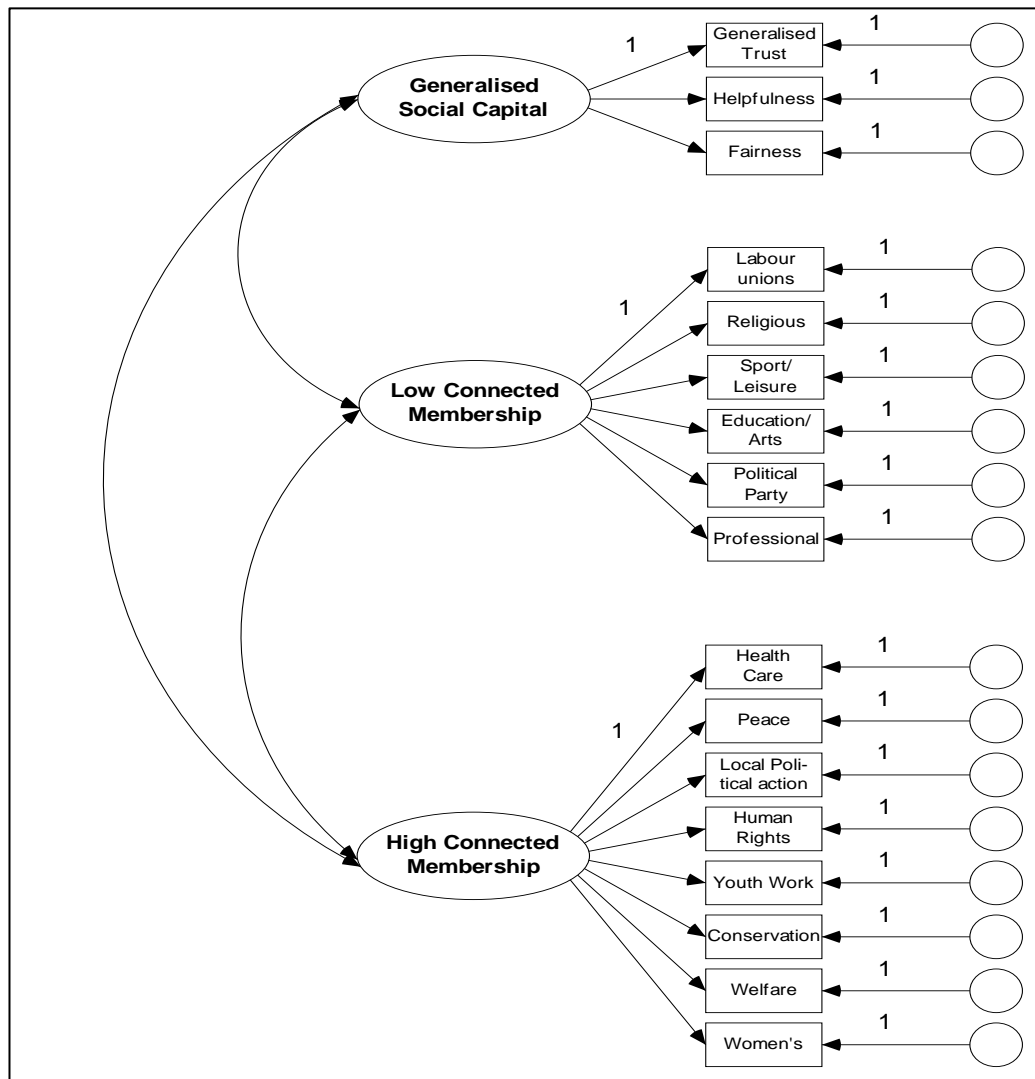 1
Generalised
Trust
1
Generalised
Social Capital
Helpfulness
1
Fairness
1
Labour
unions
1
1
Religious
1
Sport/
Leisure
1
Low Connected
Membership
Education/
Arts
1
Political
Party
1
Professional
1
Health
Care
1
1
Peace
1
Local Poli-
tical action
1
High Connected
Membership
Human
Rights
1
Youth Work
1
Conservation
1
Welfare
1
Women's
1